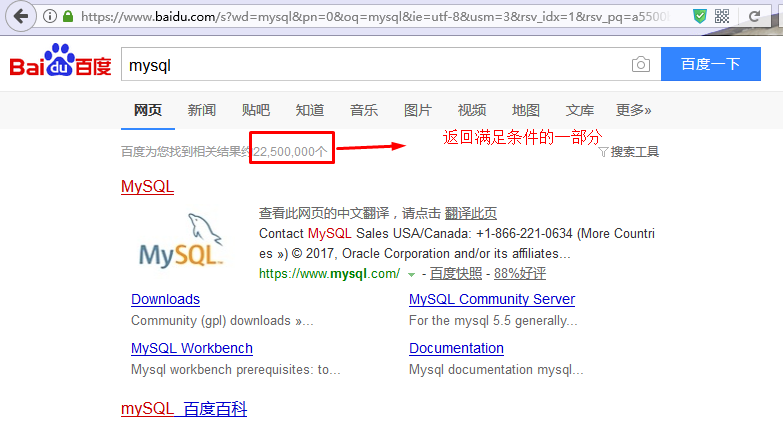 https://www.baidu.com/s?wd=mysql&pn=0&oq=mysql&ie=utf-8&usm=3&rsv_idx=1&rsv_pq=a5500
Bai du 百度 mysql 百度一下
网页 新闻 贴吧 知道 音乐 图片 视频 地图 文库 更多»
返回满足条件的一部分
百度为您找到相关结果约22,500,000个 搜索工具
MySQL
查看此网页的中文翻译，请点击 翻译此页
Contact MySQL Sales USA/Canada: +1-866-221-0634 (More Countri
es ») © 2017, Oracle Corporation and/or its affiliates...
MySQL™
https://www.mysql.com/ - 百度快照 - 88%好评
Downloads MySQL Community Server
Community (gpl) downloads »... For the mysql 5.5 generally...
MySQL Workbench Documentation
Mysql workbench prerequisites: to... Mysql documentation mysql...
mySQL_百度百科